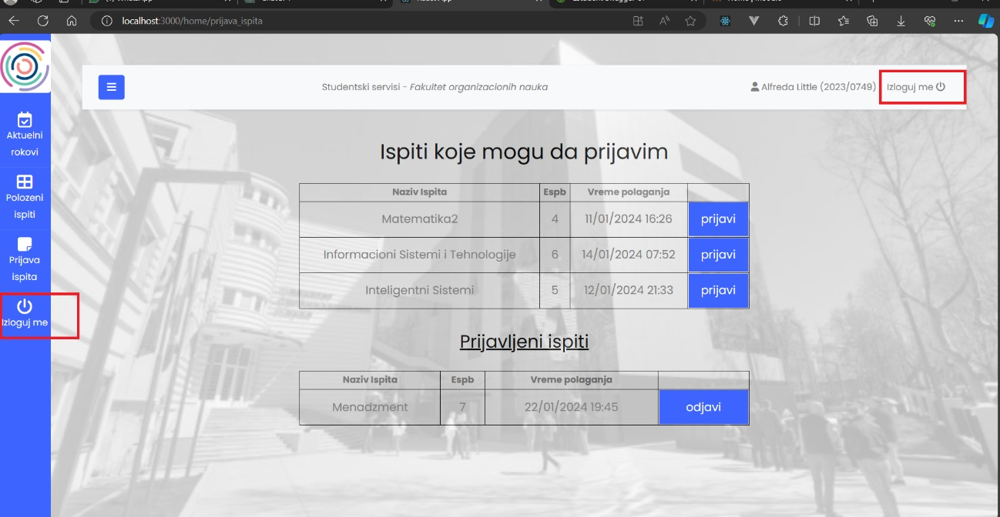 localhost:3000/home/prijava_ispita
Studentski servisi - Fakultet organizacionih nauka
Alfreda Little (2023/0749)
Izloguj me
Aktuelni
rokovi
Polozeni
ispiti
Prijava
ispita
Izloguj me
Ispiti koje mogu da prijavim
Naziv Ispita Espb Vreme polaganja
Matematika2 4 11/01/2024 16:26 prijavi
Informacioni Sistemi i Tehnologije 6 14/01/2024 07:52 prijavi
Inteligentni Sistemi 5 12/01/2024 21:33 prijavi
Prijavljeni ispiti
Naziv Ispita Espb Vreme polaganja
Menadzment 7 22/01/2024 19:45 odjavi